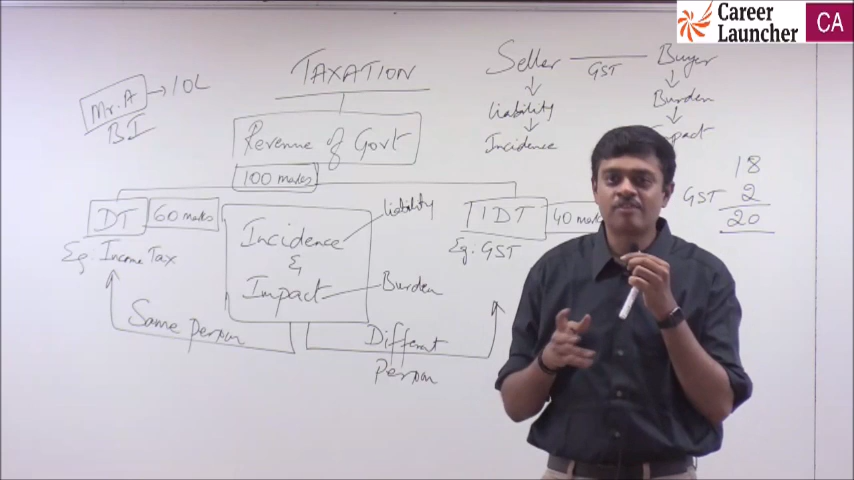 Career
Launcher
CA
Mr. A → 10L
BI
TAXATION
Revenue of Govt
100 marks
DT 60 marks
Eg. Income Tax
Incidence
&
Impact
Liability
Burden
Same person
Different
Person
IDT 40 marks
Eg. GST
Seller GST Buyer
Liability
Incidence
Burden
Impact
18
GST 2
20